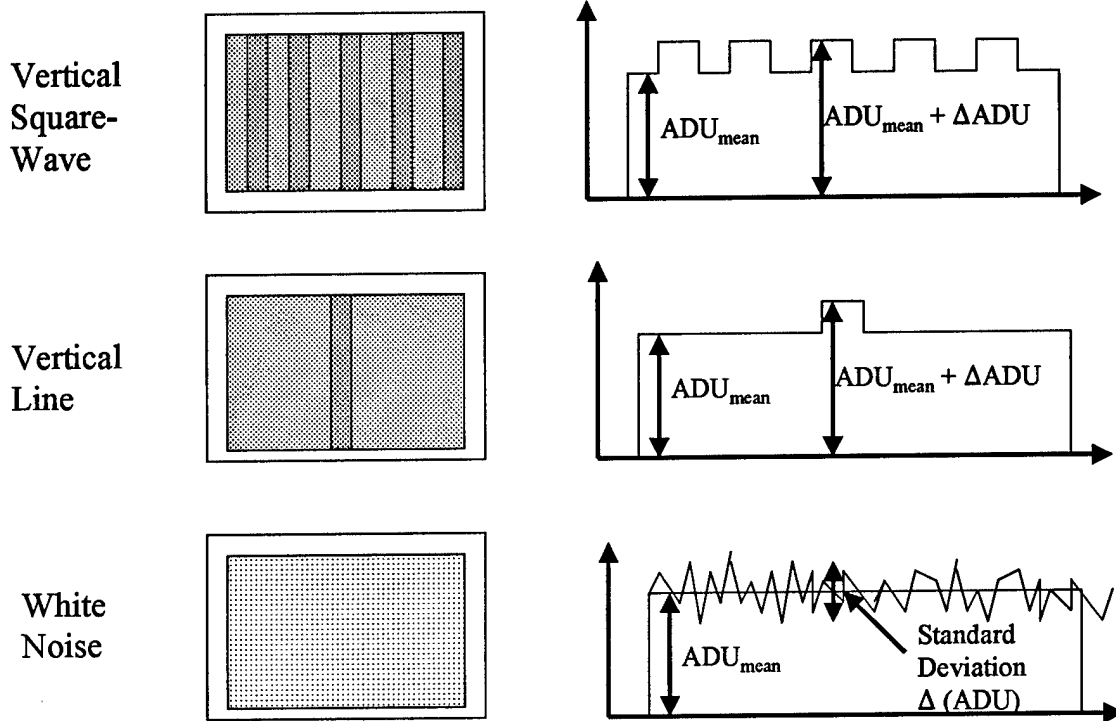 Vertical
Square-
Wave
ADU_mean
ADU_mean + ΔADU
Vertical
Line
ADU_mean
ADU_mean + ΔADU
White
Noise
ADU_mean
Standard
Deviation
Δ (ADU)